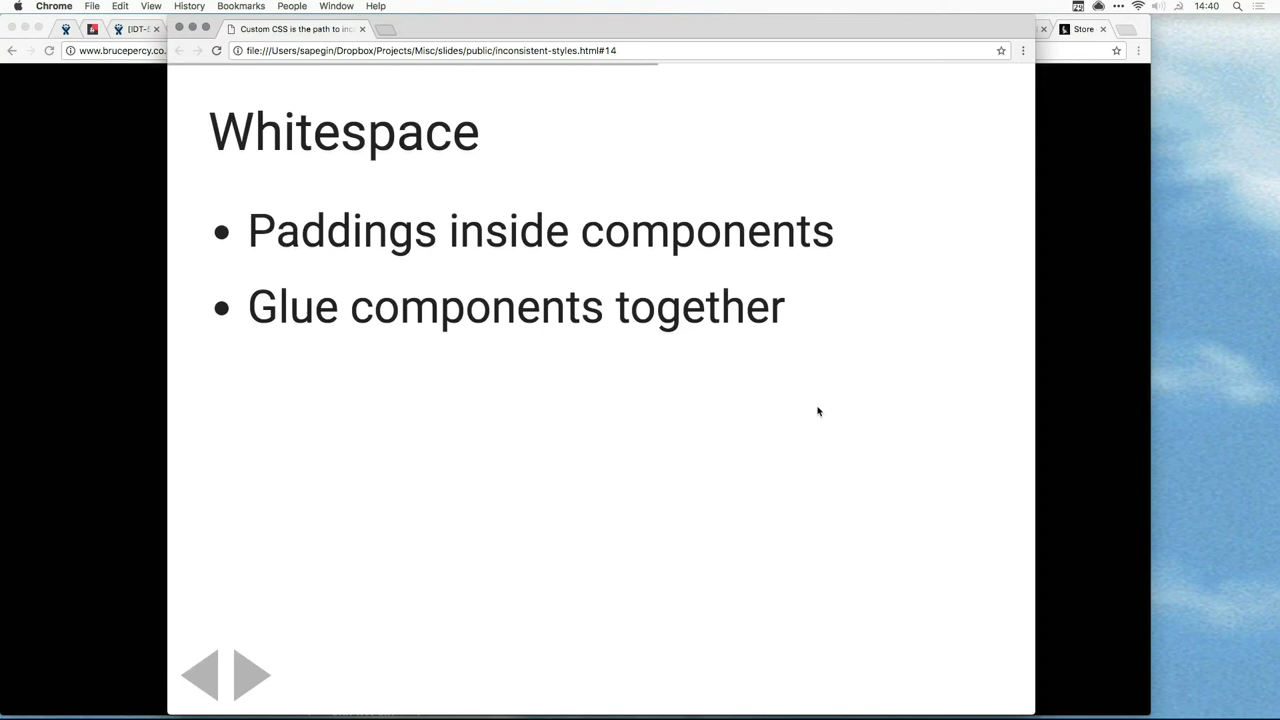 Chrome File Edit View History Bookmarks People Window Help 14:40
[IDT-
Custom CSS is the path to inc
Store
www.brucepercy.co.
file:///Users/sapegin/Dropbox/Projects/Misc/slides/public/inconsistent-styles.html#14
Whitespace
• Paddings inside components
• Glue components together